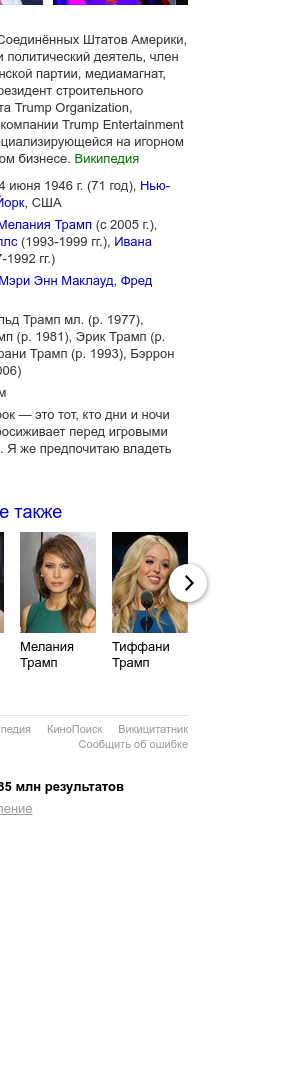 Соединённых Штатов Америки,
и политический деятель, член
нской партии, медиамагнат,
резидент строительного
та Trump Organization,
компании Trump Entertainment
циализирующейся на игорном
ом бизнесе. Википедия
4 июня 1946 г. (71 год), Нью-
Йорк, США
Мелания Трамп (с 2005 г.),
плс (1993-1999 гг.), Ивана
7-1992 гг.)
Мэри Энн Маклауд, Фред
льд Трамп мл. (р. 1977),
мп (р. 1981), Эрик Трамп (р.
рани Трамп (р. 1993), Бэррон
006)
м
рок — это тот, кто дни и ночи
росиживает перед игровыми
. Я же предпочитаю владеть
е также
Мелания
Трамп
Тиффани
Трамп
педия КиноПоиск Викицитатник
Сообщить об ошибке
85 млн результатов
ление